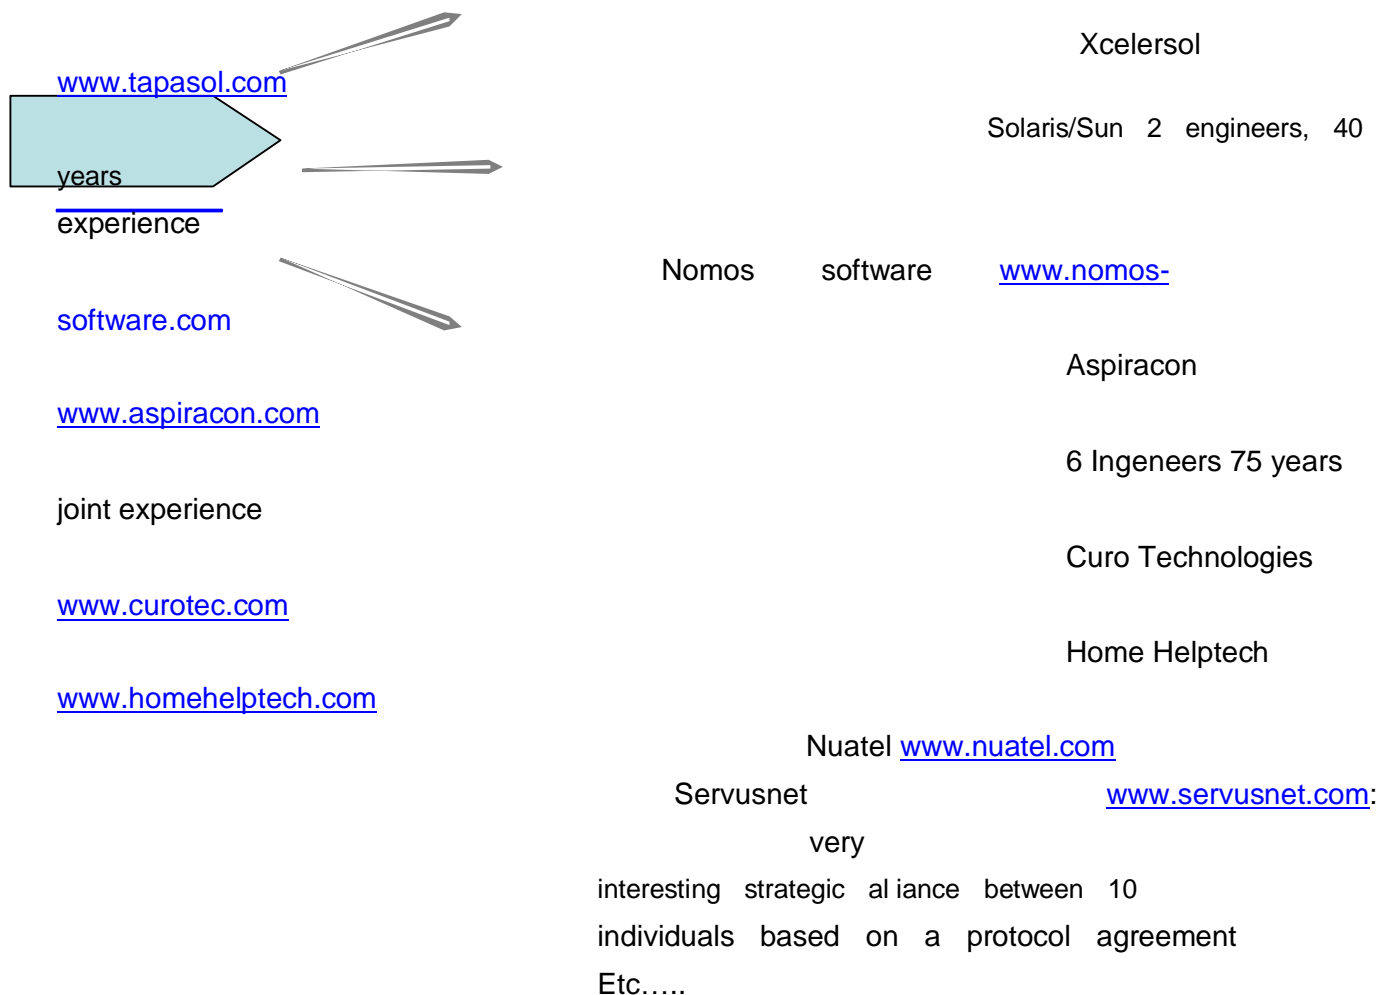 Xcelersol
www.tapasol.com
Solaris/Sun 2 engineers, 40
years
experience
Nomos software www.nomos-
software.com
Aspiracon
www.aspiracon.com
6 Ingeneers 75 years
joint experience
Curo Technologies
www.curotec.com
Home Helptech
www.homehelptech.com
Nuatel www.nuatel.com
Servusnet www.servusnet.com:
very
interesting strategic al iance between 10
individuals based on a protocol agreement
Etc…..